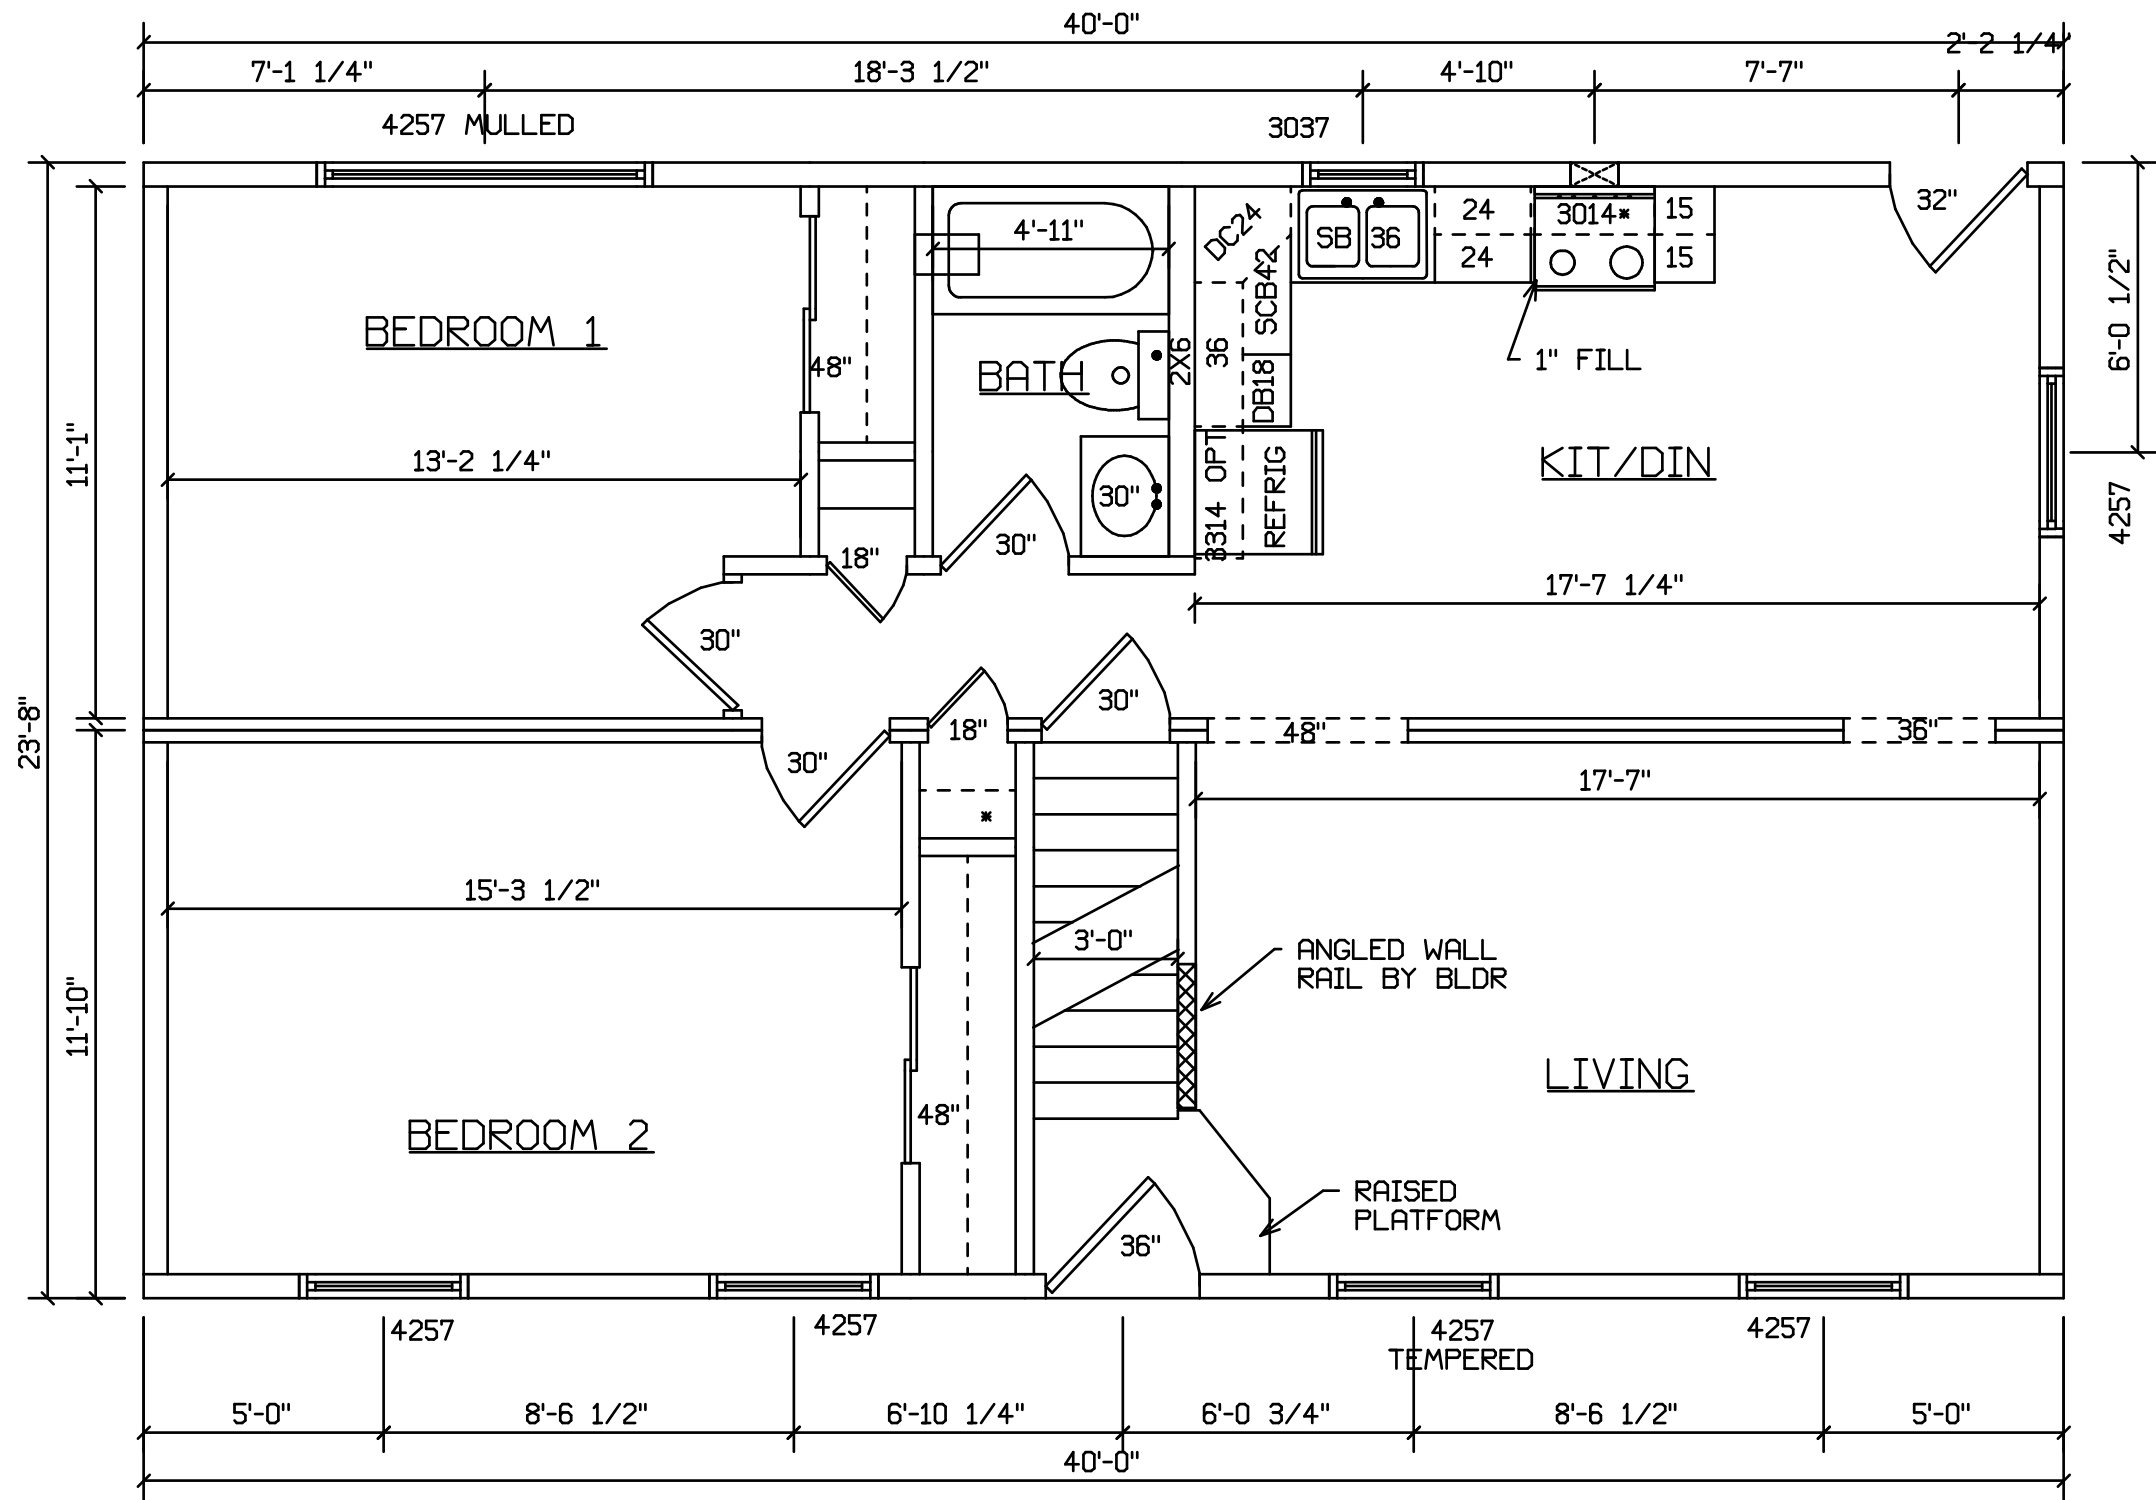 40'-0"
2'-2 1/4"
7'-1 1/4"
18'-3 1/2"
4'-10"
7'-7"
4257 MULLED
3037
32"
DC24
24
3014*
15
4'-11"
SB
36
24
15
SCB42
6'-0 1/2"
BEDROOM 1
48"
BATH
2X6
36
DB18
1" FILL
11'-1"
13'-2 1/4"
KIT/DIN
30"
3314 OPT
REFRIG
4257
18"
30"
17'-7 1/4"
30"
30"
23'-8"
18"
48"
36"
30"
17'-7"
*
15'-3 1/2"
3'-0"
ANGLED WALL
RAIL BY BLDR
11'-10"
LIVING
48"
BEDROOM 2
RAISED
PLATFORM
36"
4257
4257
4257
TEMPERED
4257
5'-0"
8'-6 1/2"
6'-10 1/4"
6'-0 3/4"
8'-6 1/2"
5'-0"
40'-0"